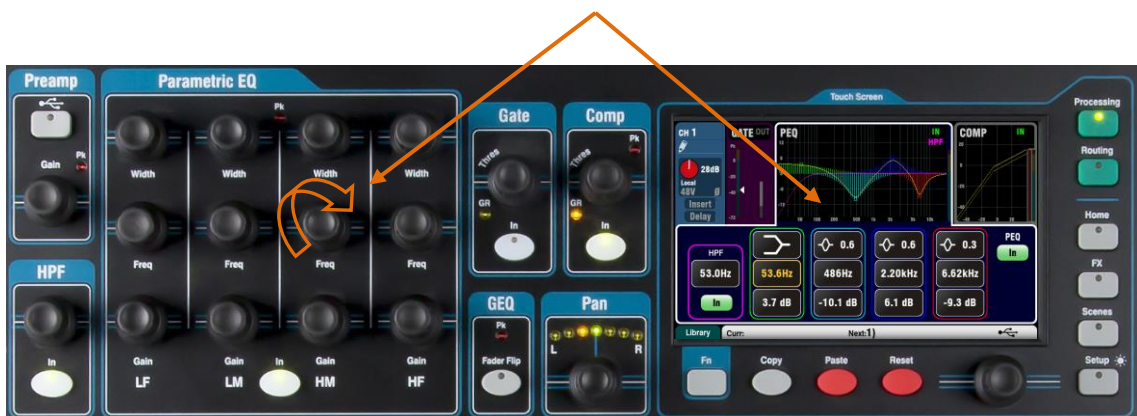 Preamp
Pk
Gain
HPF
In
Parametric EQ
Pk
Width
Width
Width
Width
Freq
Freq
Freq
Freq
Gain
Gain
In
Gain
LF
LM
HM
HF
Gate
Thres
GR
In
Comp
Pk
Thres
GR
In
GEQ
Pk
Fader Flip
Pan
L
R
Touch Screen
CH 1
28dB
Local
48V Ø
Insert
Delay
GATE OUT
PEQ
IN
HPF
COMP
IN
HPF
53.0Hz
In
53.6Hz
3.7 dB
0.6
486Hz
-10.1 dB
0.6
2.20kHz
6.1 dB
0.3
6.62kHz
-9.3 dB
PEQ
In
Library
Curr:
Next:1)
Fn
Copy
Paste
Reset
Processing
Routing
Home
FX
Scenes
Setup